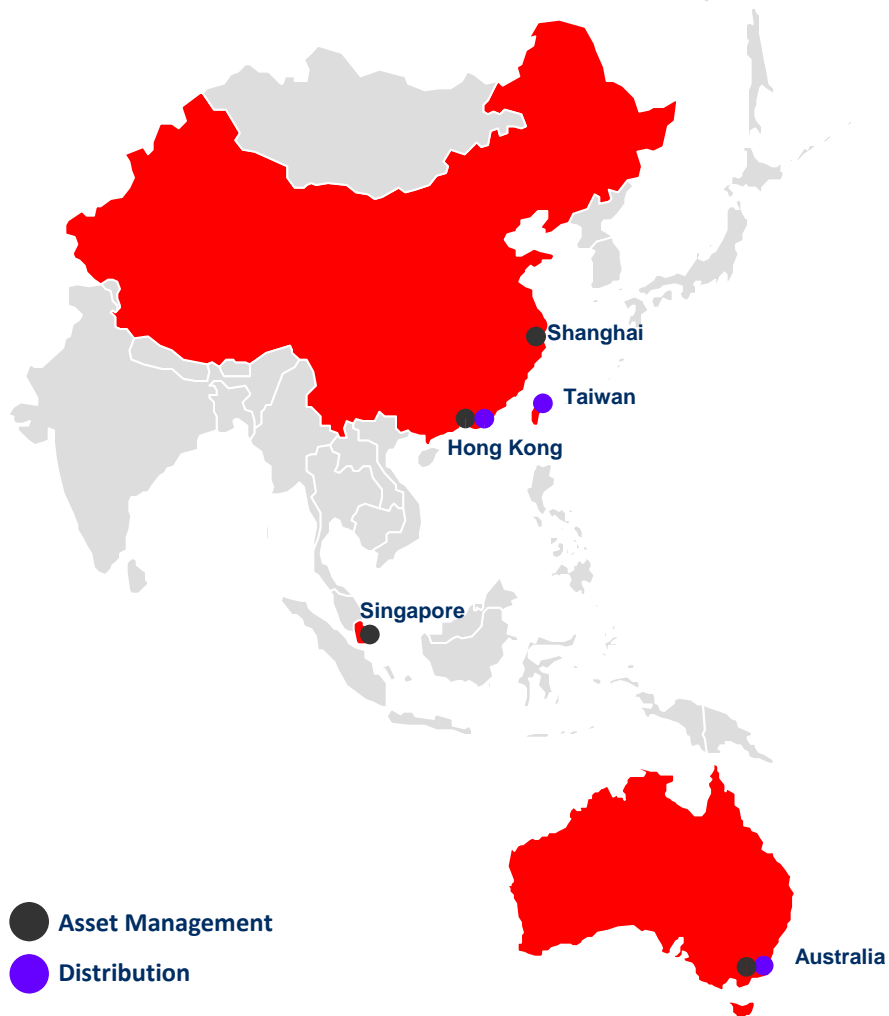 Shanghai
Taiwan
Hong Kong
Singapore
Asset Management
Distribution
Australia